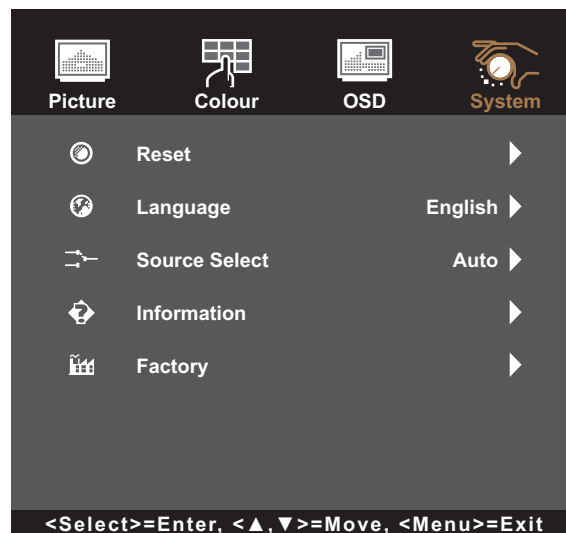 Picture Colour OSD System
Reset
Language English
Source Select Auto
Information
Factory
<Select>=Enter, <▲,▼>=Move, <Menu>=Exit